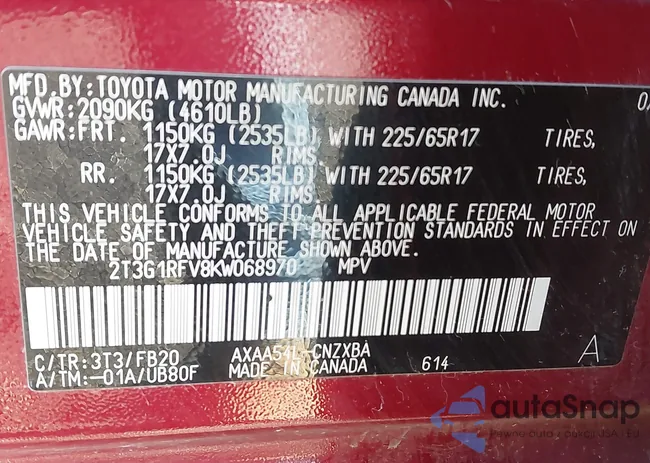 MFD.BY:TOYOTA MOTOR MANUFACTURING CANADA INC.
GVWR:2090KG (4610LB)
GAWR:FRT. 1150KG (2535LB) WITH 225/65R17 TIRES,
17X7.0J RIMS,
RR. 1150KG (2535LB) WITH 225/65R17 TIRES,
17X7.0J RIMS,
THIS VEHICLE CONFORMS TO ALL APPLICABLE FEDERAL MOTOR
VEHICLE SAFETY AND THEFT PREVENTION STANDARDS IN EFFECT ON
THE DATE OF MANUFACTURE SHOWN ABOVE.
2T3G1RFV8KW068970 MPV
C/TR:3T3/FB20 AXAA54L-CNZXBA
A/TM:-01A/UB80F MADE IN CANADA 614 A
autaSnap